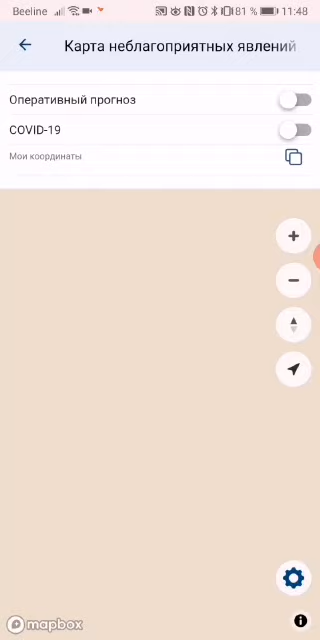 Beeline 81 % 11:48
Карта неблагоприятных явлений
Оперативный прогноз
COVID-19
Мои координаты
mapbox